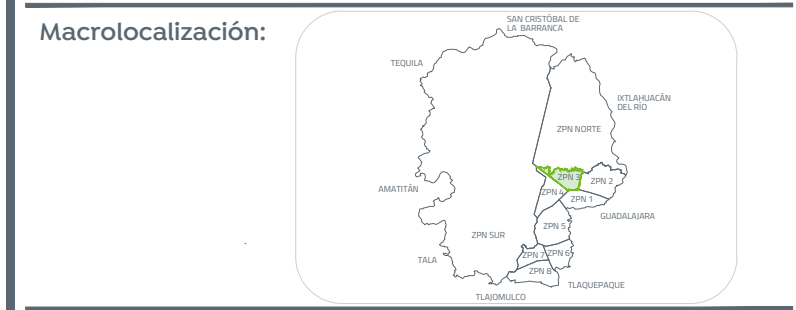 Macrolocalización:
SAN CRISTÓBAL DE
LA BARRANCA
TEQUILA
IXTLAHUACÁN
DEL RÍO
ZPN NORTE
ZPN 3
ZPN 2
AMATITÁN
ZPN 4
ZPN 1
GUADALAJARA
ZPN 5
ZPN SUR
ZPN 7
ZPN 6
TALA
ZPN 8
TLAQUEPAQUE
TLAJOMULCO